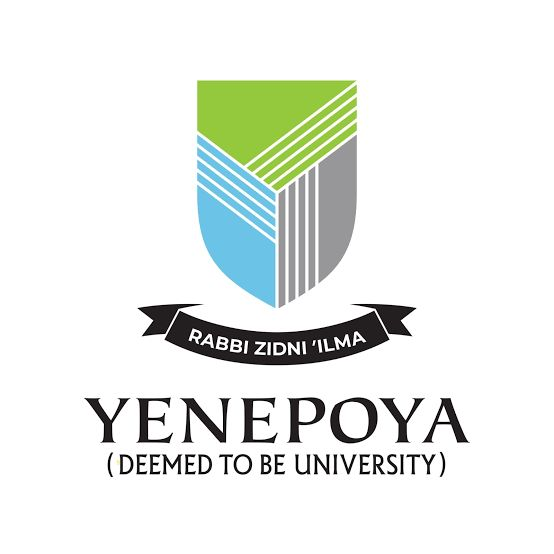 RABBI ZIDNI 'ILMA
YENEPOYA
(DEEMED TO BE UNIVERSITY)